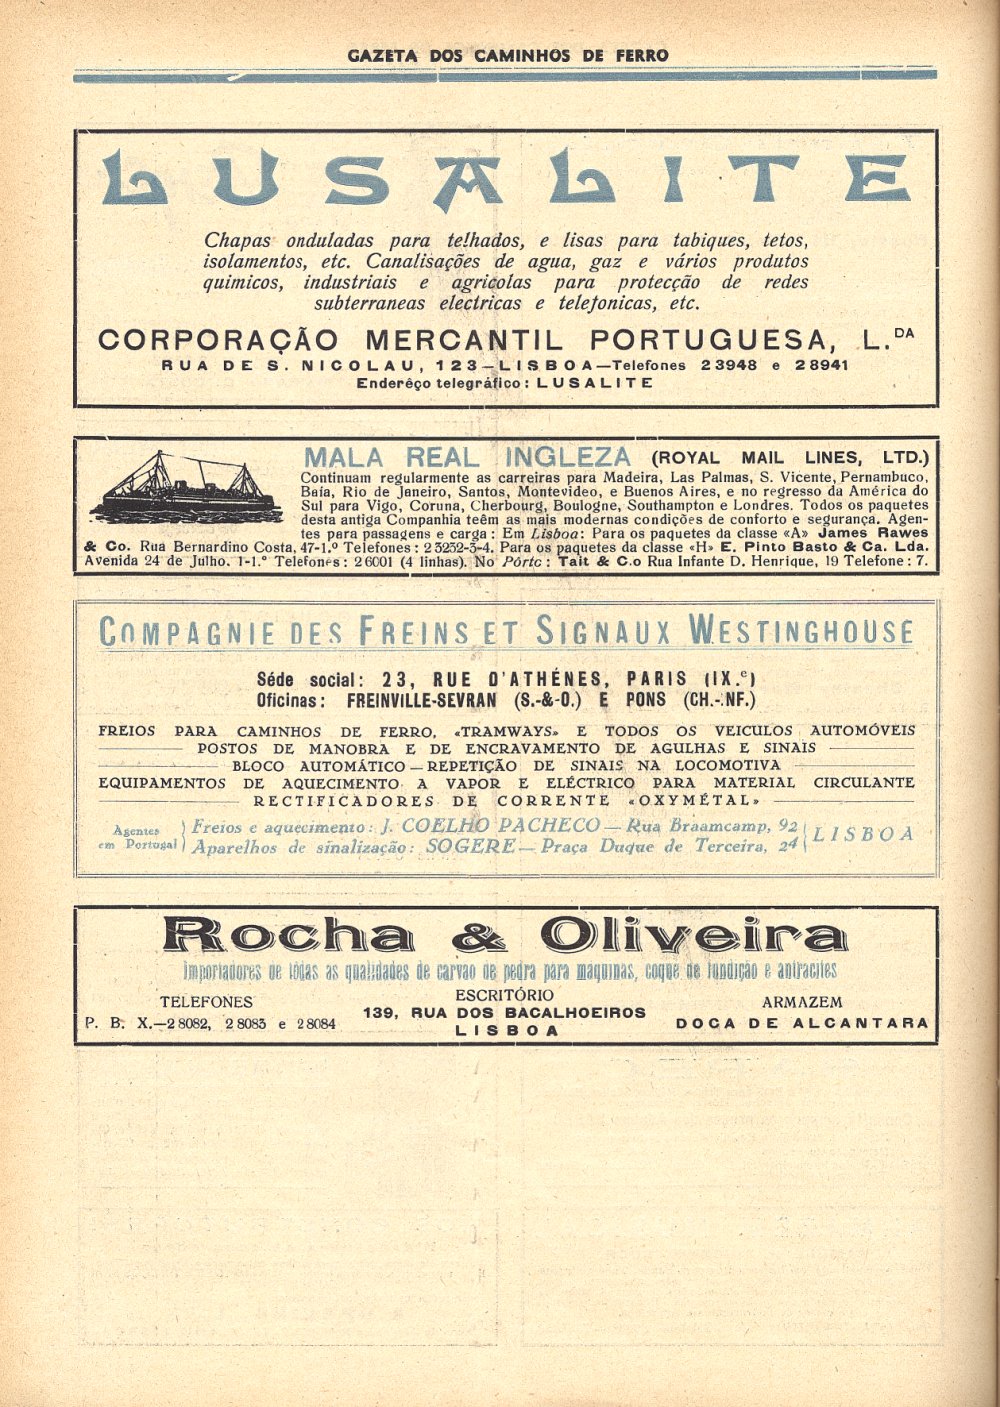 GAZETA DOS CAMINHOS DE FERRO
LUSALITE
Chapas onduladas para telhados, e lisas para tabiques, tetos,
isolamentos, etc. Canalisações de agua, gaz e vários produtos
quimicos, industriais e agricolas para protecção de redes
subterraneas electricas e telefonicas, etc.
CORPORAÇÃO MERCANTIL PORTUGUESA, L.DA
RUA DE S. NICOLAU, 123—LISBOA—Telefones 23948 e 28941
Enderêço telegráfico: LUSALITE
MALA REAL INGLEZA (ROYAL MAIL LINES, LTD.)
Continuam regularmente as carreiras para Madeira, Las Palmas, S. Vicente, Pernambuco,
Baía, Rio de Janeiro, Santos, Montevideo, e Buenos Aires, e no regresso da América do
Sul para Vigo, Coruna, Cherbourg, Boulogne, Southampton e Londres. Todos os paquetes
desta antiga Companhia teêm as mais modernas condições de conforto e segurança. Agen-
tes para passagens e carga: Em Lisboa: Para os paquetes da classe «A» James Rawes
& Co. Rua Bernardino Costa, 47-1.º Telefones: 23232-3-4. Para os paquetes da classe «H» E. Pinto Basto & Ca. Lda.
Avenida 24 de Julho. 1-1.º Telefones: 26001 (4 linhas). No Pôrto: Tait & C.o Rua Infante D. Henrique, 19 Telefone: 7.
COMPAGNIE DES FREINS ET SIGNAUX WESTINGHOUSE
Séde social: 23, RUE D'ATHÉNES, PARIS (IX.e)
Oficinas: FREINVILLE-SEVRAN (S.-&-O.) E PONS (CH.-.NF.)
FREIOS PARA CAMINHOS DE FERRO, «TRAMWAYS» E TODOS OS VEICULOS AUTOMÓVEIS
POSTOS DE MANOBRA E DE ENCRAVAMENTO DE AGULHAS E SINAIS
BLOCO AUTOMÁTICO—REPETIÇÃO DE SINAIS NA LOCOMOTIVA
EQUIPAMENTOS DE AQUECIMENTO A VAPOR E ELÉCTRICO PARA MATERIAL CIRCULANTE
RECTIFICADORES DE CORRENTE «OXYMÉTAL»
Agentes em Portugal
Freios e aquecimento: J. COELHO PACHECO—Rua Braamcamp, 92
Aparelhos de sinalização: SOGERE—Praça Duque de Terceira, 24
LISBOA
Rocha & Oliveira
Importadores de tôdas as qualidades de carvão de pedra para maquinas, coque de fundição e antracites
TELEFONES
P. B. X.—28082, 28083 e 28084
ESCRITÓRIO
139, RUA DOS BACALHOEIROS
LISBOA
ARMAZEM
DOCA DE ALCANTARA